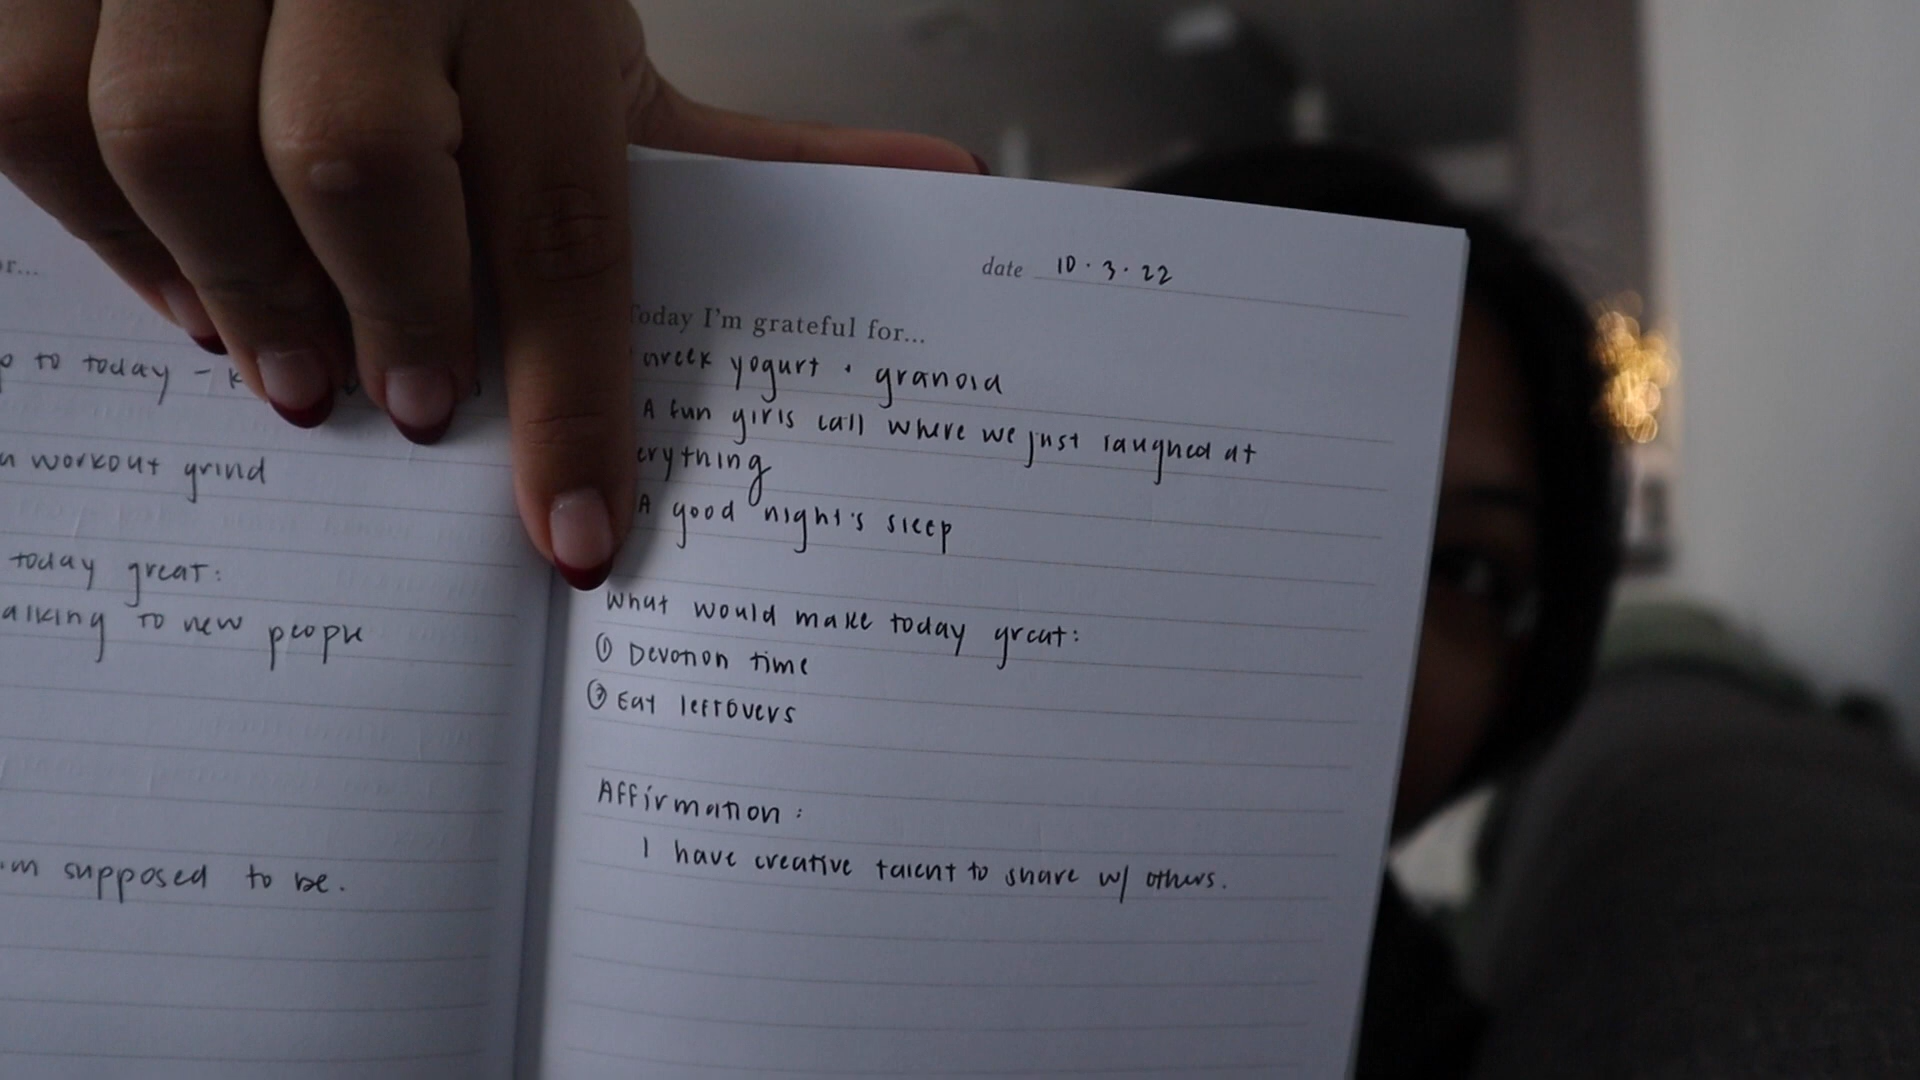 r...
to today - K
workout grind
today great:
alking to new people
m supposed to be.
date 10.3.22
Today I'm grateful for...
Greek yogurt + granola
A fun girls call where we just laughed at
erything
A good night's sleep
What would make today great:
① Devotion time
② Eat leftovers
Affirmation:
I have creative talent to share w/ others.